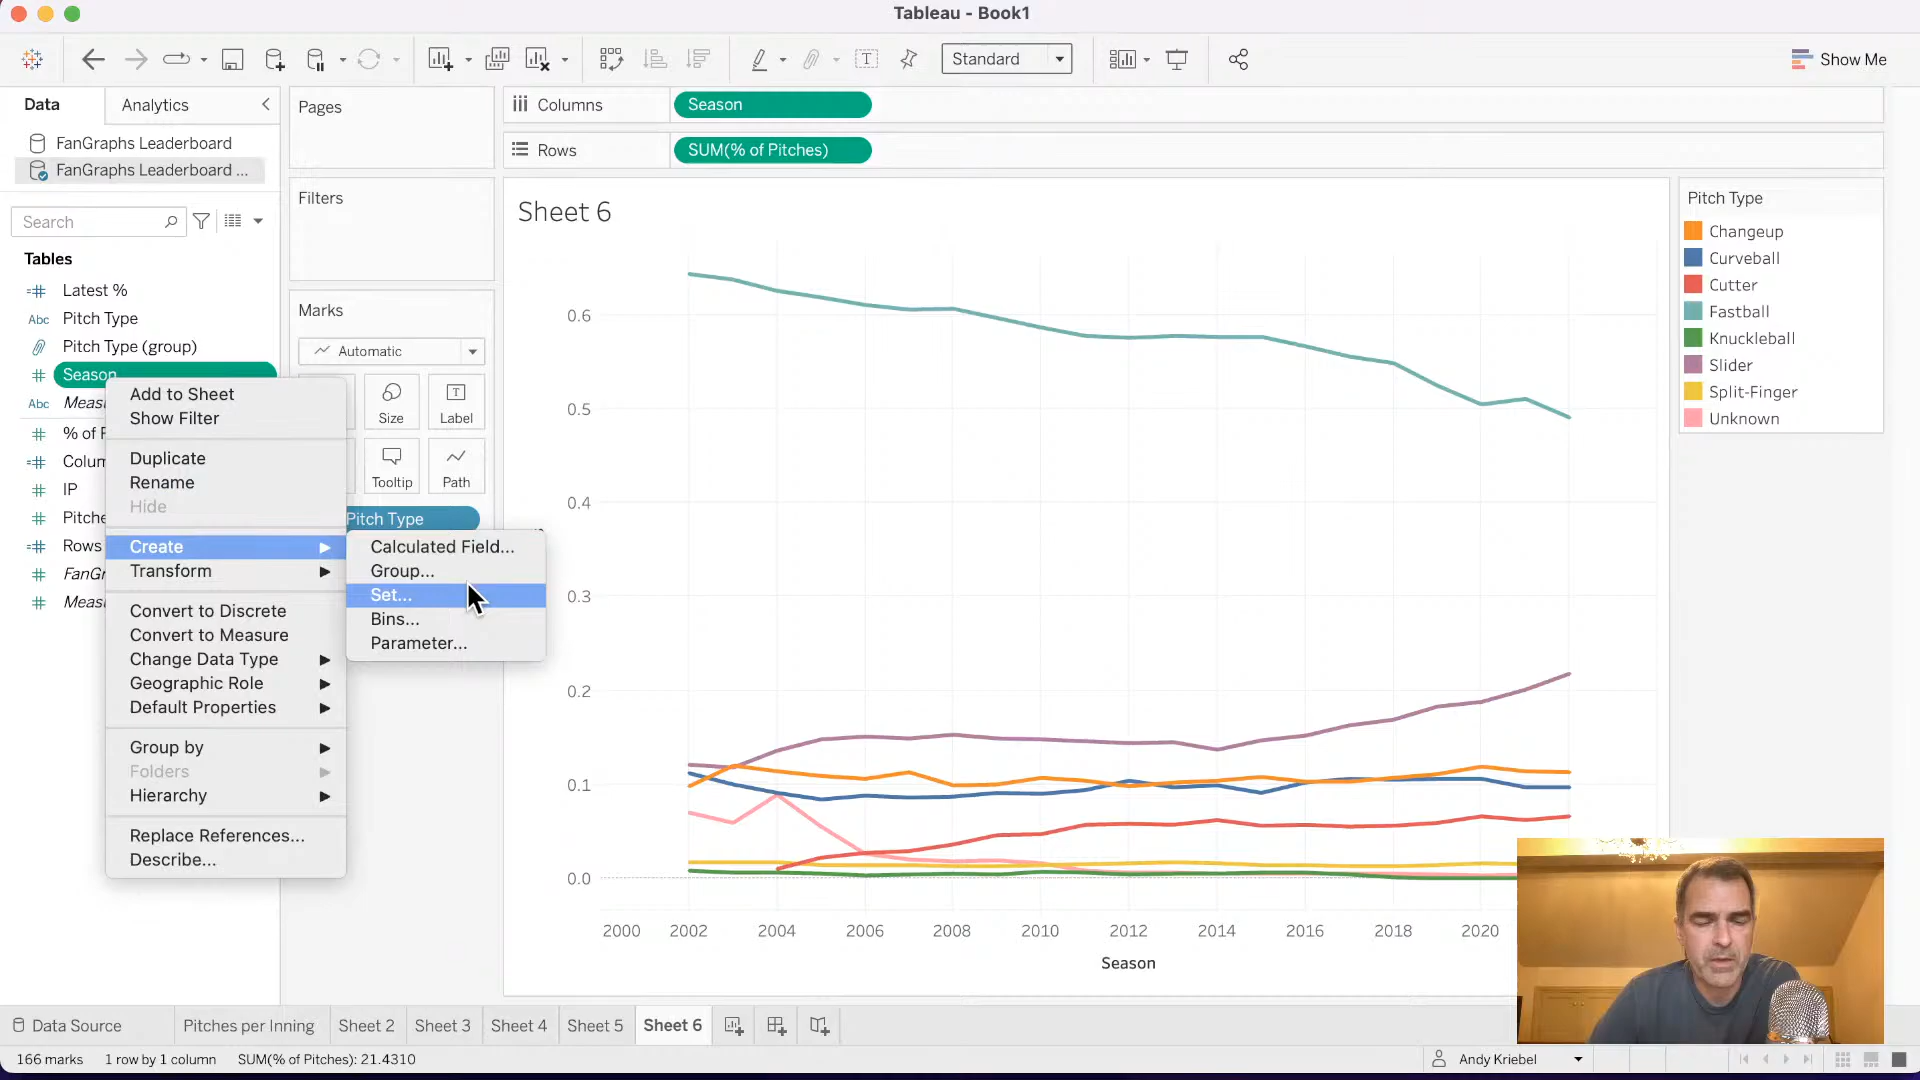 Tableau - Book1
Standard
Show Me
Data
Analytics
FanGraphs Leaderboard
FanGraphs Leaderboard ...
Search
Tables
Latest %
Abc
Pitch Type
Pitch Type (group)
Season
Abc
Meas
% of P
Colum
IP
Pitche
Rows
FanGr
Measu
Add to Sheet
Show Filter
Duplicate
Rename
Hide
Create
Transform
Convert to Discrete
Convert to Measure
Change Data Type
Geographic Role
Default Properties
Group by
Folders
Hierarchy
Replace References...
Describe...
Calculated Field...
Group...
Set...
Bins...
Parameter...
Pages
Filters
Marks
Automatic
Size
Label
Tooltip
Path
Pitch Type
Columns
Season
Rows
SUM(% of Pitches)
Sheet 6
0.6
0.5
0.4
0.3
0.2
0.1
0.0
2000
2002
2004
2006
2008
2010
2012
2014
2016
2018
2020
Season
Pitch Type
Changeup
Curveball
Cutter
Fastball
Knuckleball
Slider
Split-Finger
Unknown
Data Source
Pitches per Inning
Sheet 2
Sheet 3
Sheet 4
Sheet 5
Sheet 6
166 marks
1 row by 1 column
SUM(% of Pitches): 21.4310
Andy Kriebel